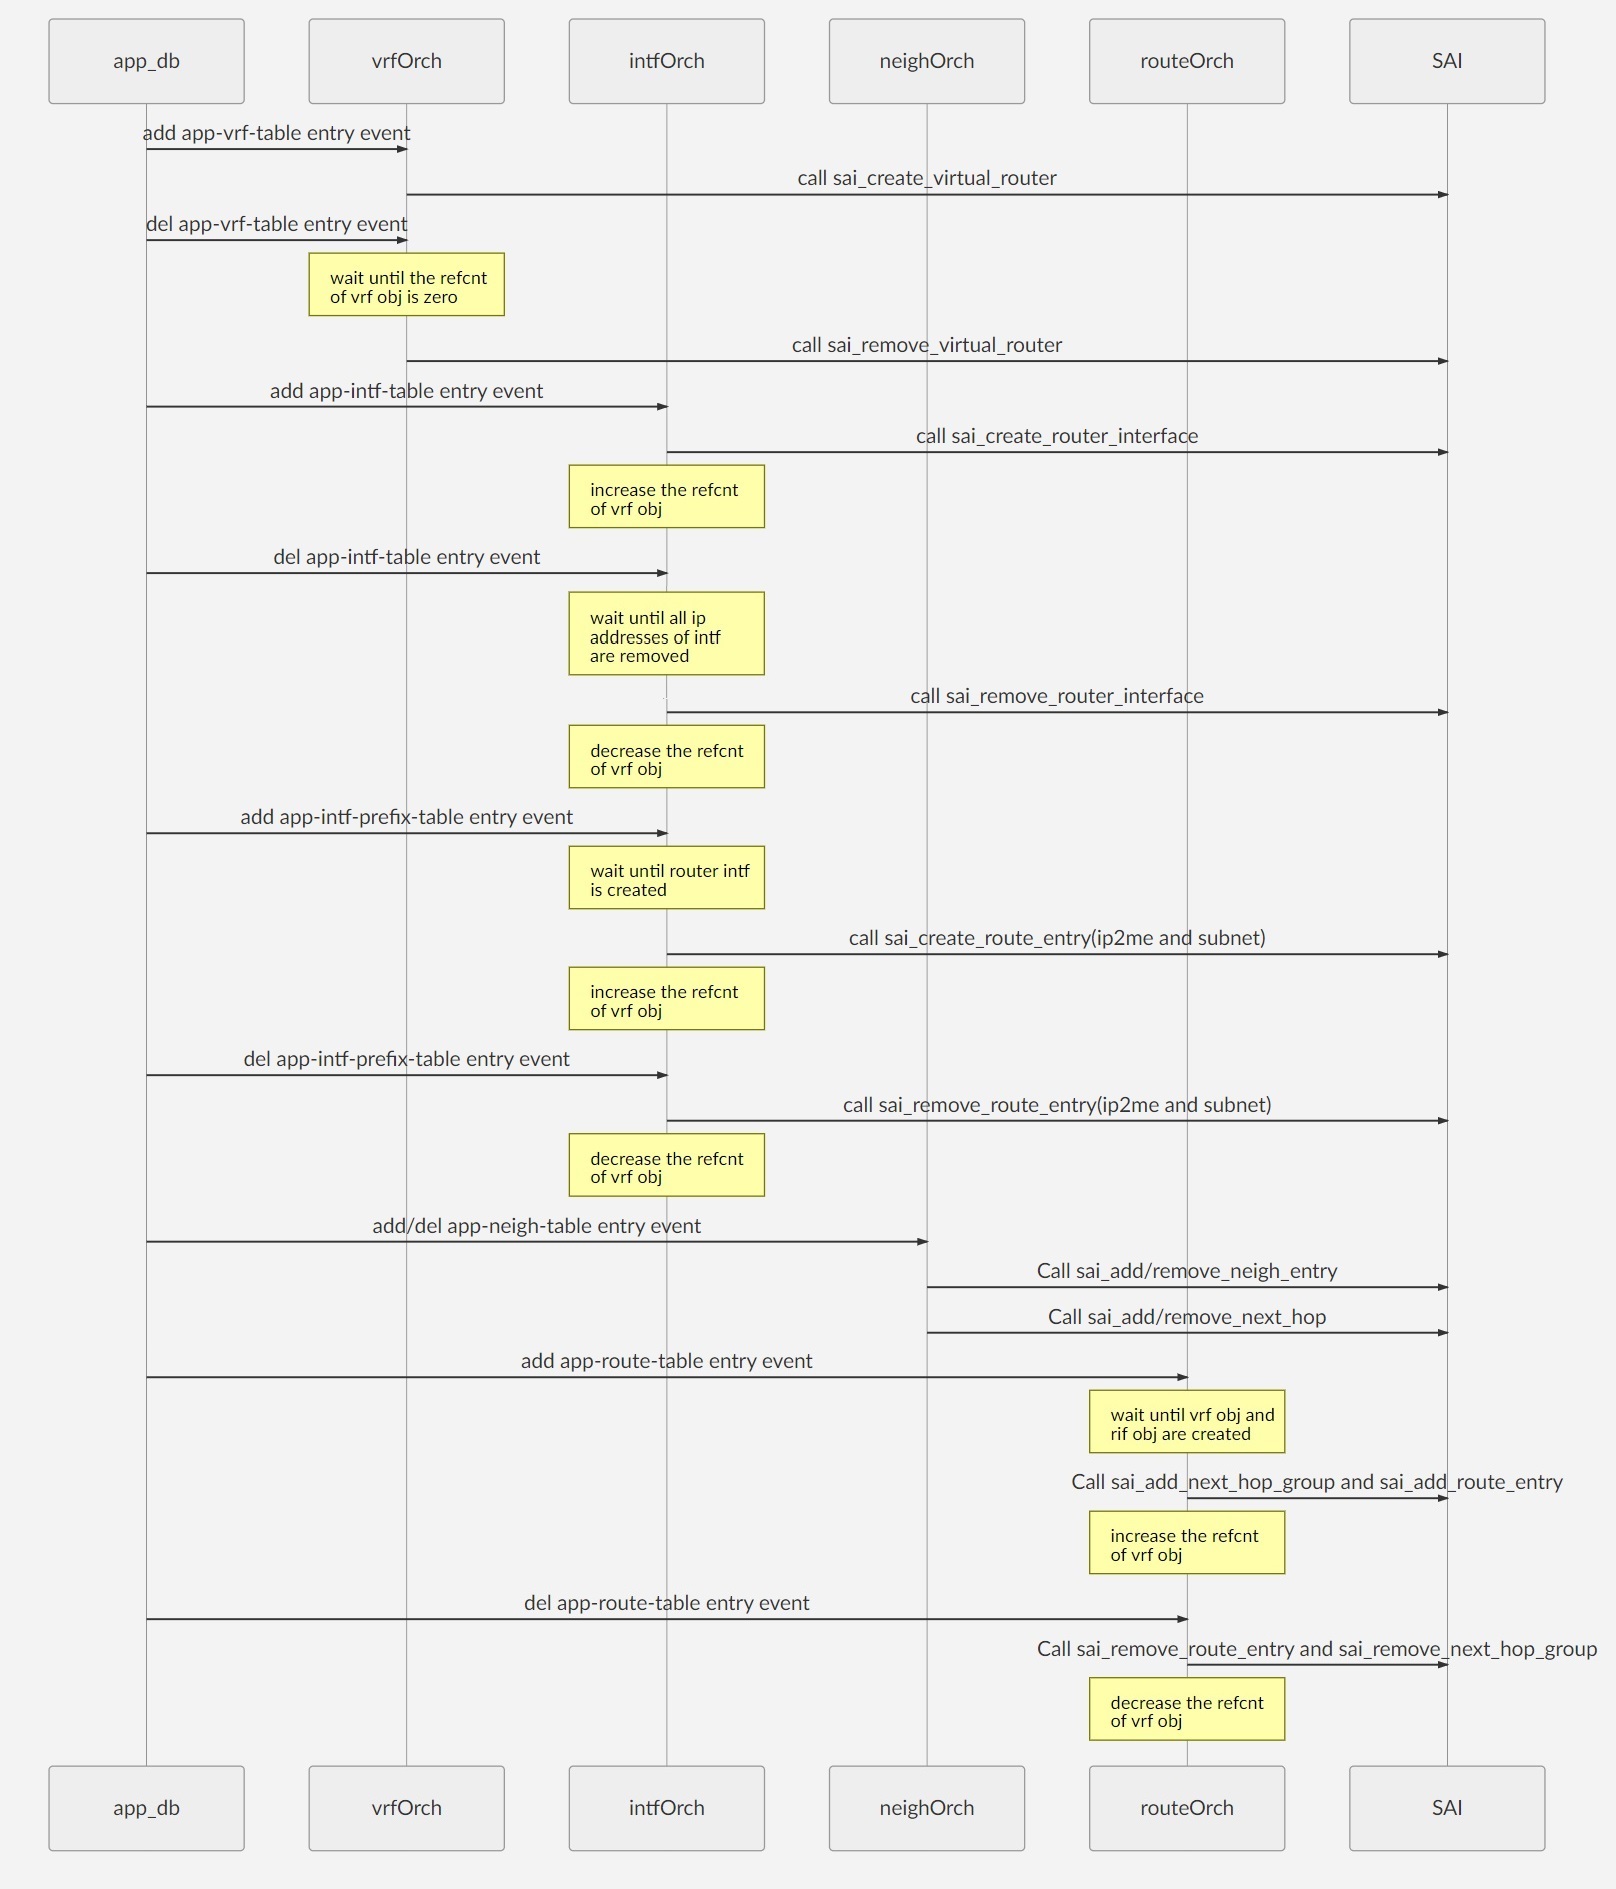 app_db
vrfOrch
intfOrch
neighOrch
routeOrch
SAI
add app-vrf-table entry event
call sai_create_virtual_router
del app-vrf-table entry event
wait until the refcnt
of vrf obj is zero
call sai_remove_virtual_router
add app-intf-table entry event
call sai_create_router_interface
increase the refcnt
of vrf obj
del app-intf-table entry event
wait until all ip
addresses of intf
are removed
call sai_remove_router_interface
decrease the refcnt
of vrf obj
add app-intf-prefix-table entry event
wait until router intf
is created
call sai_create_route_entry(ip2me and subnet)
increase the refcnt
of vrf obj
del app-intf-prefix-table entry event
call sai_remove_route_entry(ip2me and subnet)
decrease the refcnt
of vrf obj
add/del app-neigh-table entry event
Call sai_add/remove_neigh_entry
Call sai_add/remove_next_hop
add app-route-table entry event
wait until vrf obj and
rif obj are created
Call sai_add_next_hop_group and sai_add_route_entry
increase the refcnt
of vrf obj
del app-route-table entry event
Call sai_remove_route_entry and sai_remove_next_hop_group
decrease the refcnt
of vrf obj
app_db
vrfOrch
intfOrch
neighOrch
routeOrch
SAI